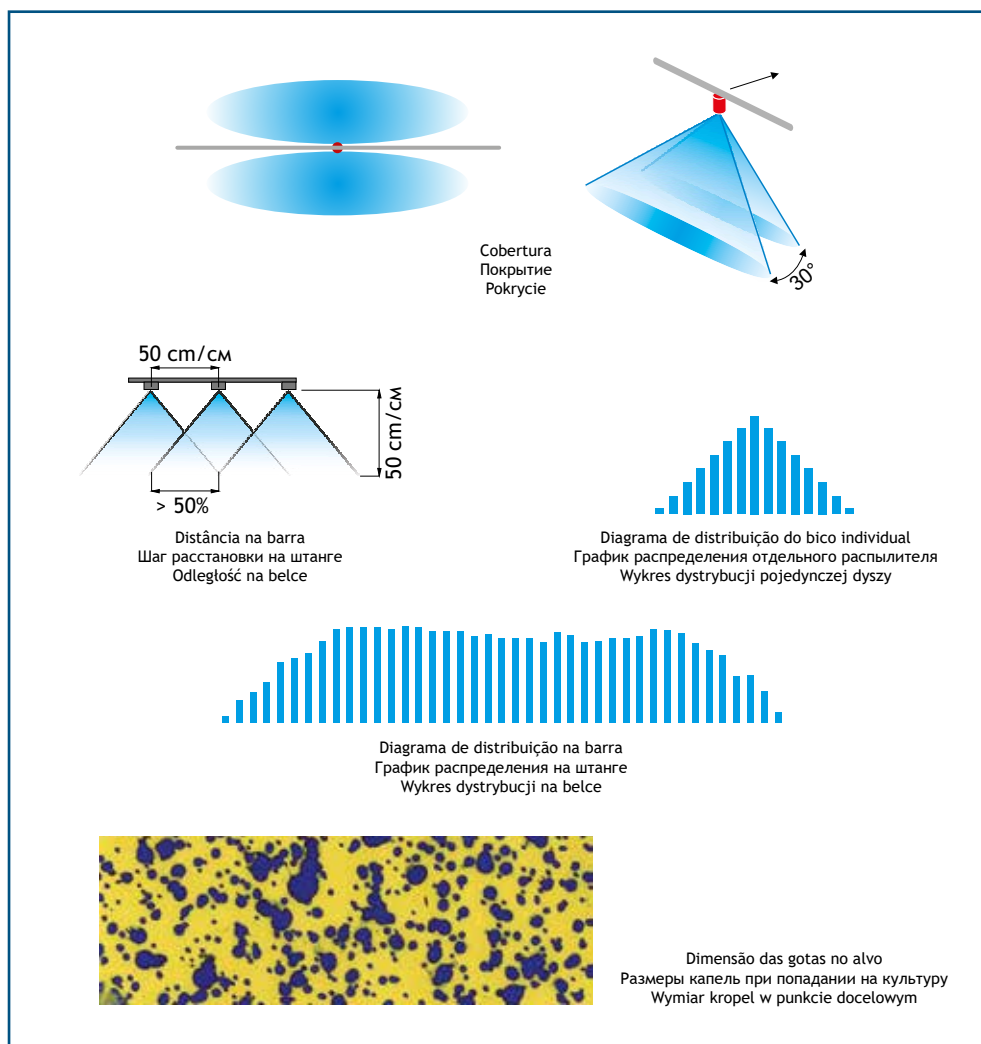 30°
Cobertura
Покрытие
Pokrycie
50 cm/см
50 cm/см
> 50%
Distância na barra
Шаг расстановки на штанге
Odległość na belce
Diagrama de distribuição do bico individual
График распределения отдельного распылителя
Wykres dystrybucji pojedynczej dyszy
Diagrama de distribuição na barra
График распределения на штанге
Wykres dystrybucji na belce
Dimensão das gotas no alvo
Размеры капель при попадании на культуру
Wymiar kropel w punkcie docelowym